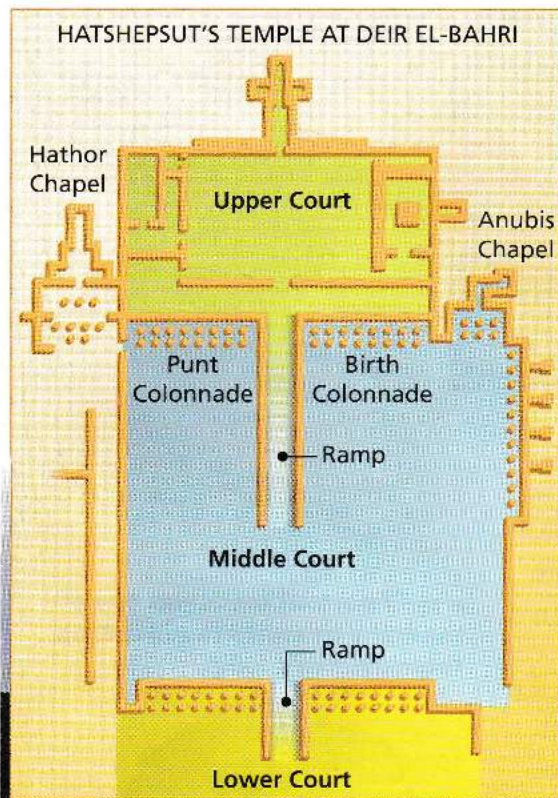 HATSHEPSUT'S TEMPLE AT DEIR EL-BAHRI
Hathor
Chapel
Upper Court
Anubis
Chapel
Punt
Colonnade
Birth
Colonnade
Ramp
Middle Court
Ramp
Lower Court